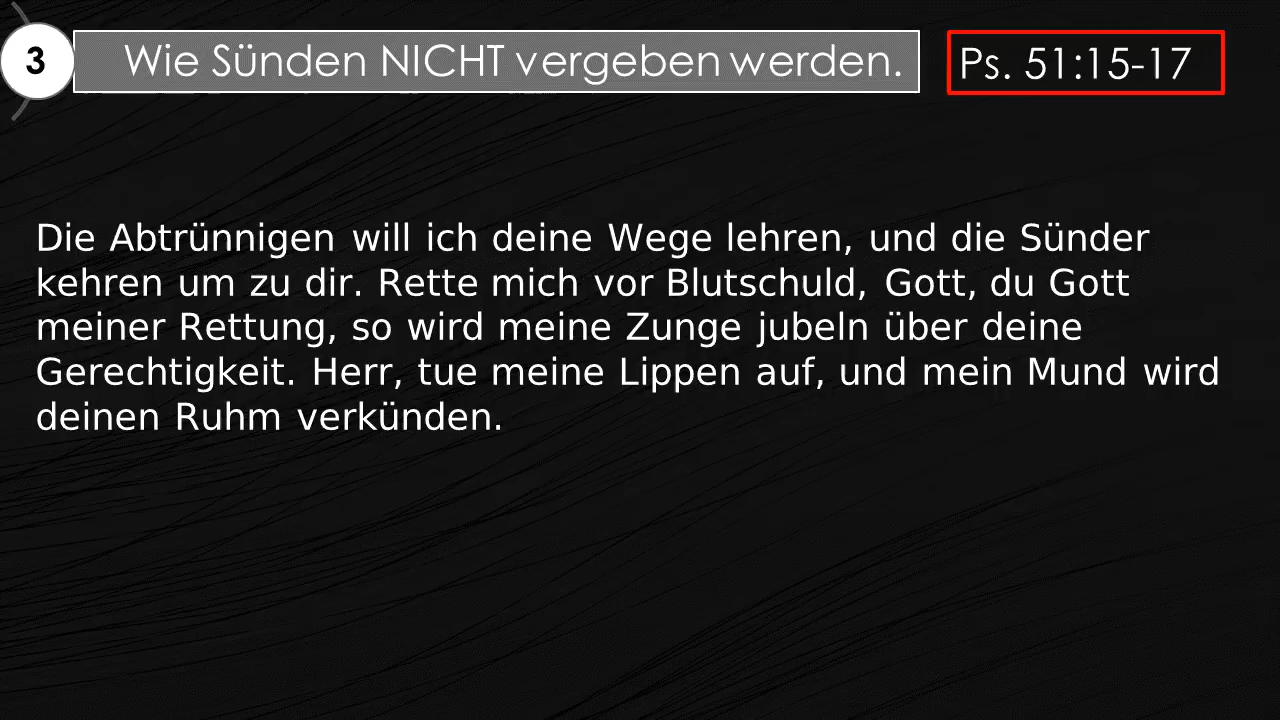 3
Wie Sünden NICHT vergeben werden.
Ps. 51:15-17
Die Abtrünnigen will ich deine Wege lehren, und die Sünder
kehren um zu dir. Rette mich vor Blutschuld, Gott, du Gott
meiner Rettung, so wird meine Zunge jubeln über deine
Gerechtigkeit. Herr, tue meine Lippen auf, und mein Mund wird
deinen Ruhm verkünden.